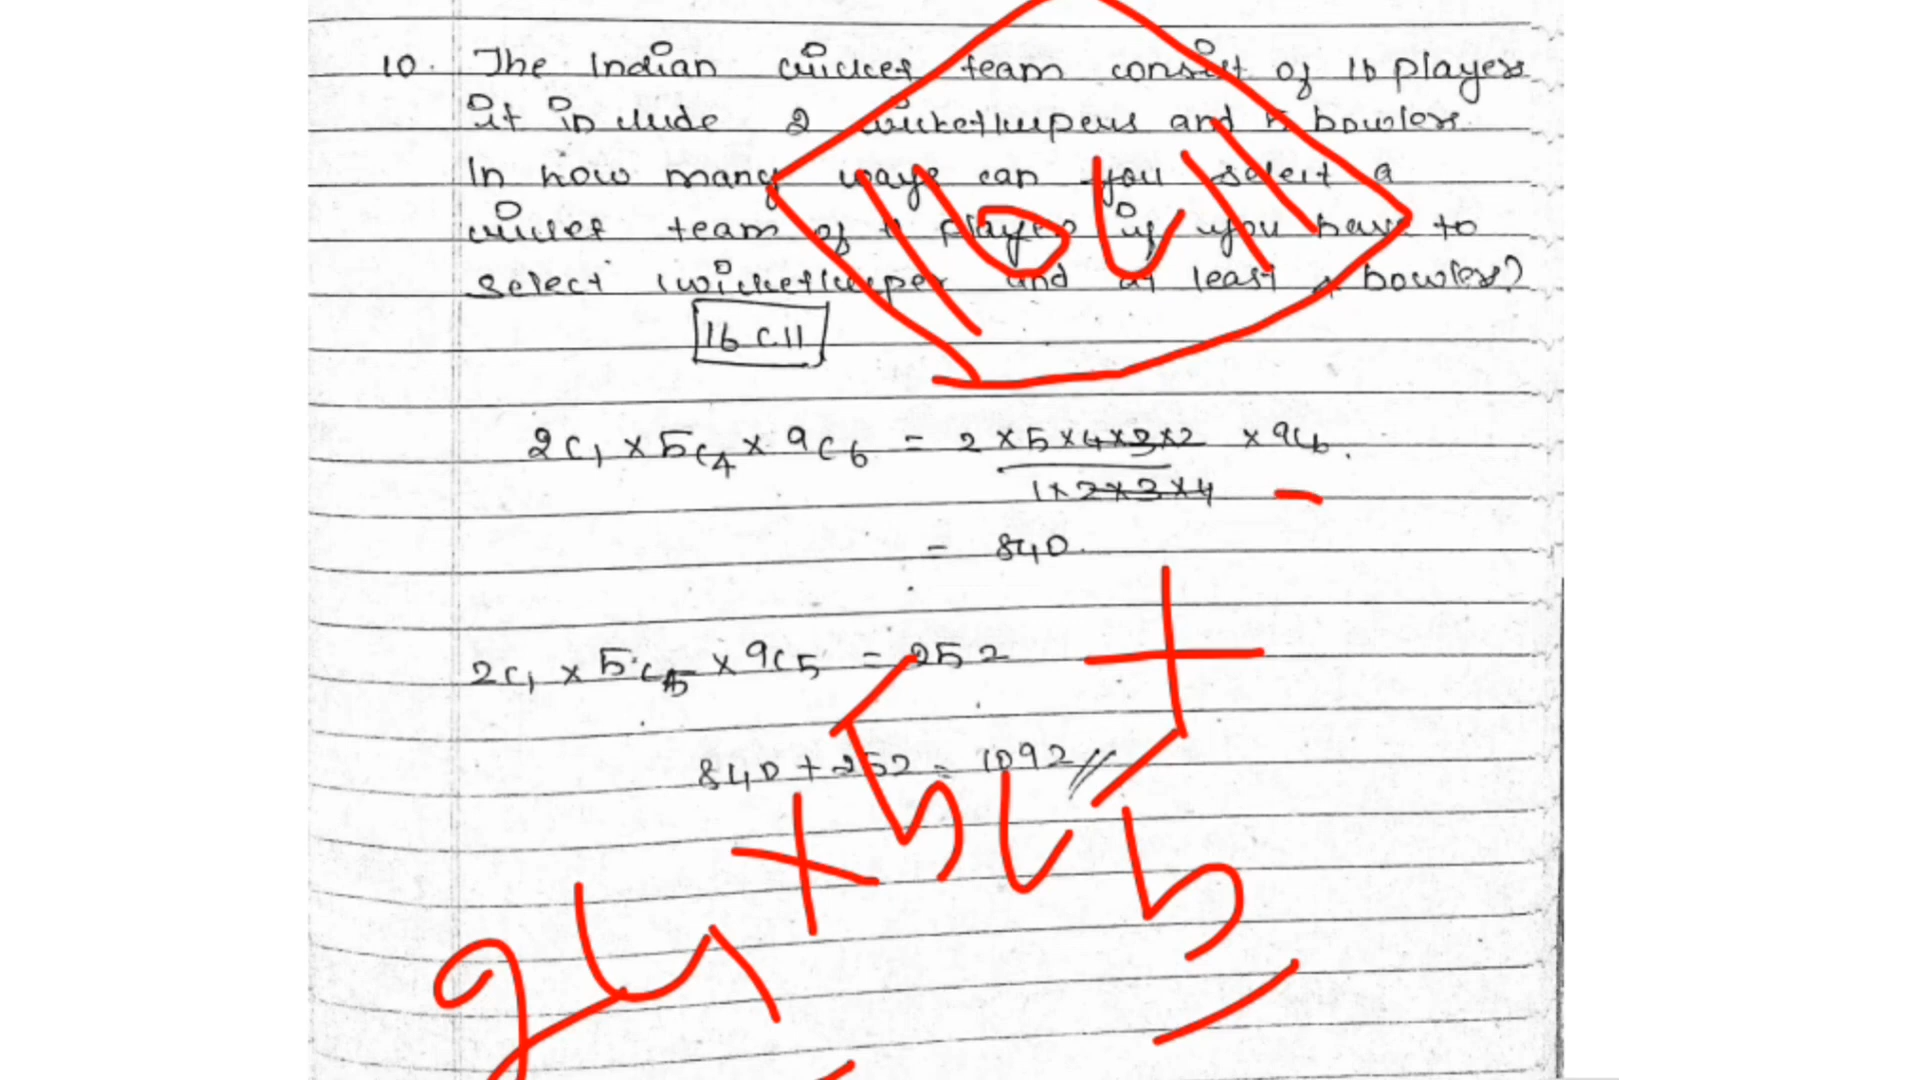 10. The Indian cricket team consist of 16 players
it include 2 wicketkeepers and 5 bowlers.
In how many ways can you select a
cricket team of 11 players if you have to
select 1 wicketkeeper and at least 4 bowlers?
16 C 11
16 C 11
2C1 × 5C4 × 9C6 = 2 × 5×4×3×2 × 9C6.
1×2×3×4
= 840.
2C1 × 5C5 × 9C5 = 252
840 + 252 = 1092 //
+
2C1 × 5C5